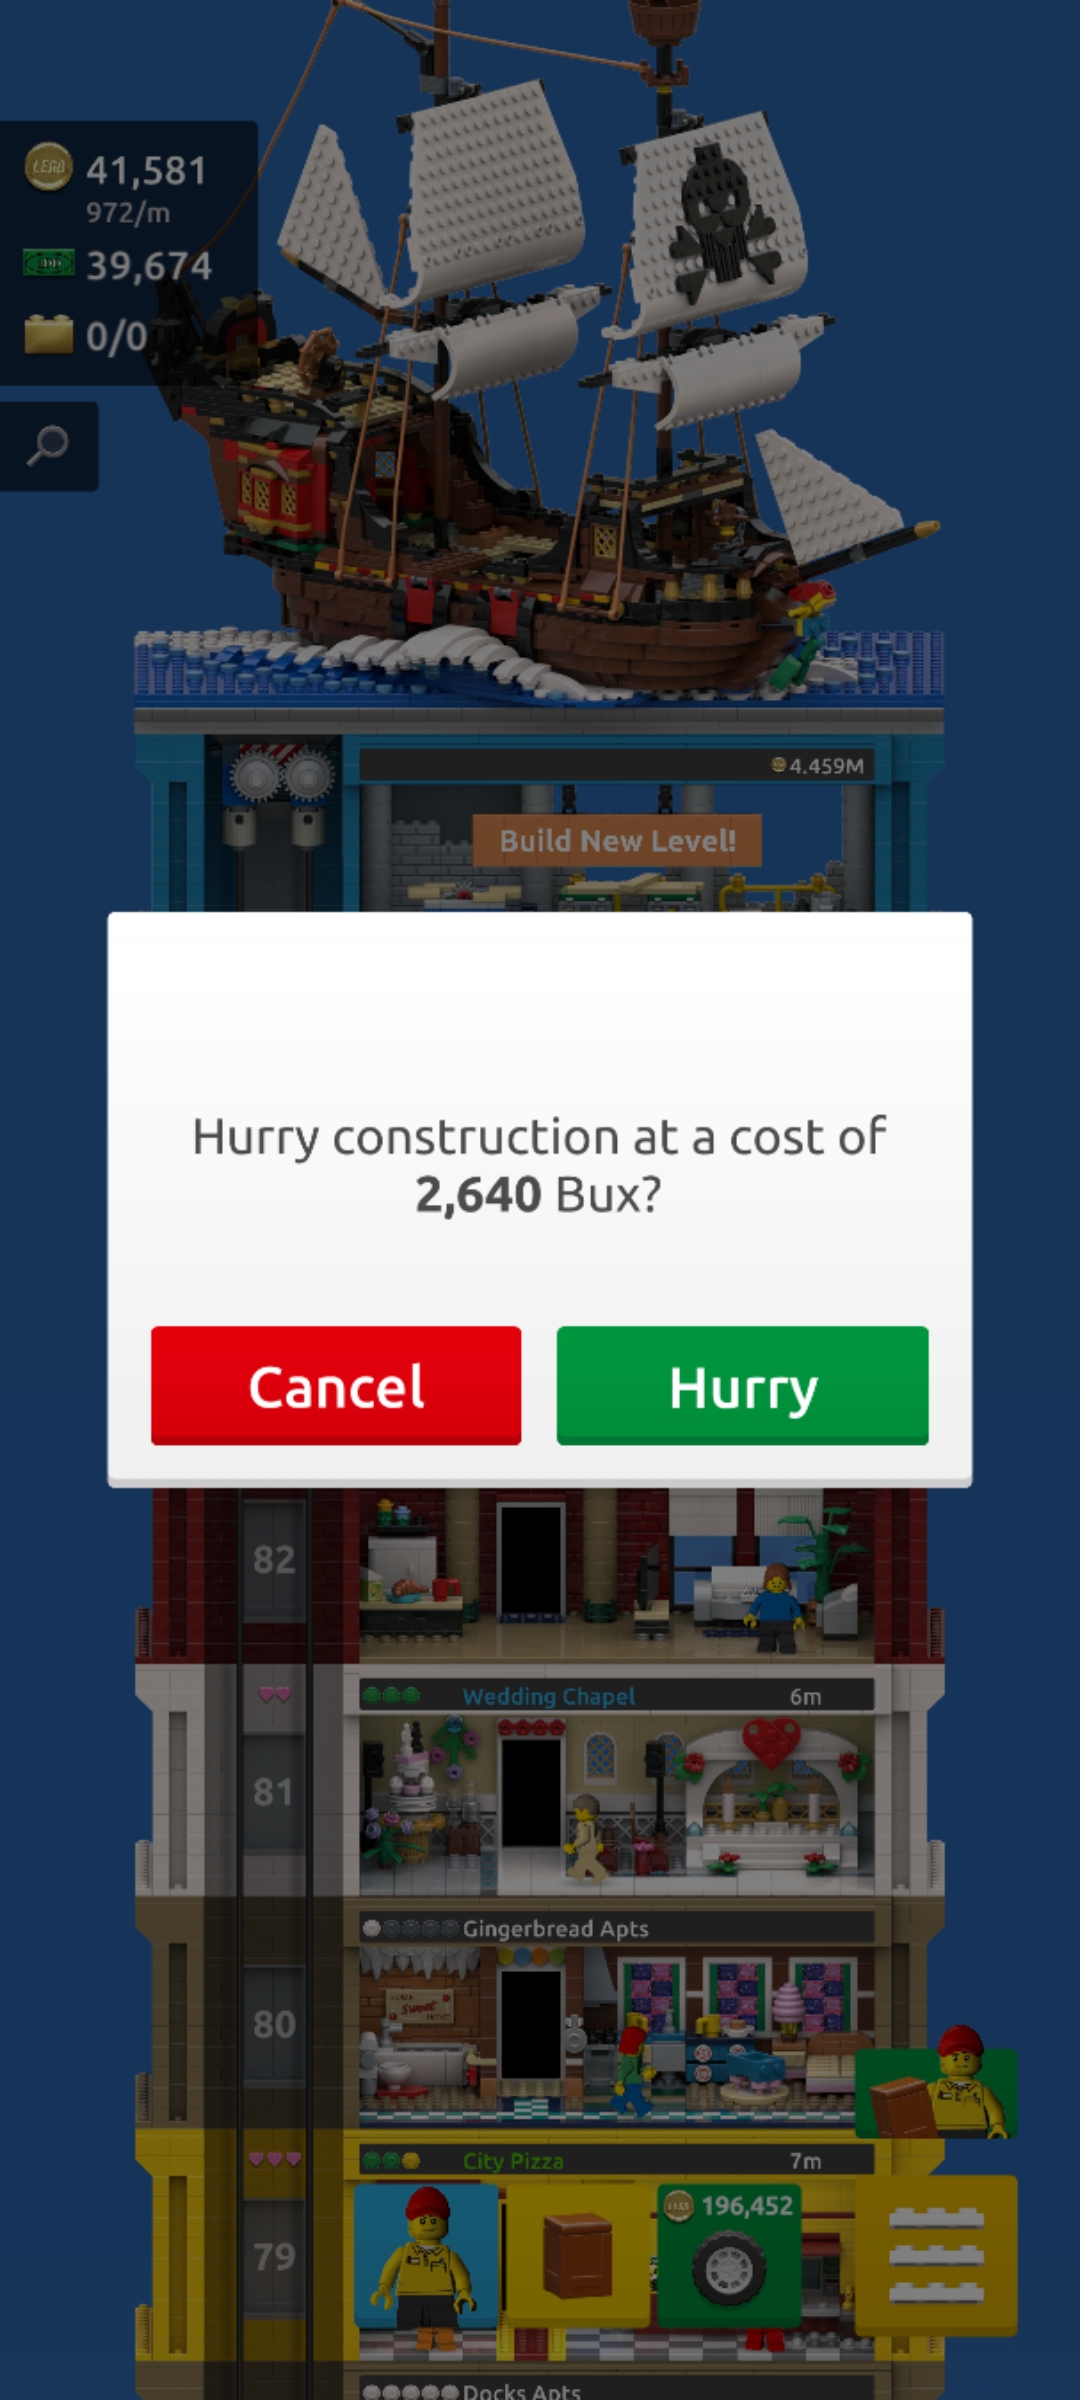 LEGO 41,581
972/m
39,674
0/0
4.459M
Build New Level!
Hurry construction at a cost of
2,640 Bux?
Cancel
Hurry
82
Wedding Chapel
6m
81
Gingerbread Apts
80
City Pizza
7m
196,452
79
Docks Apts